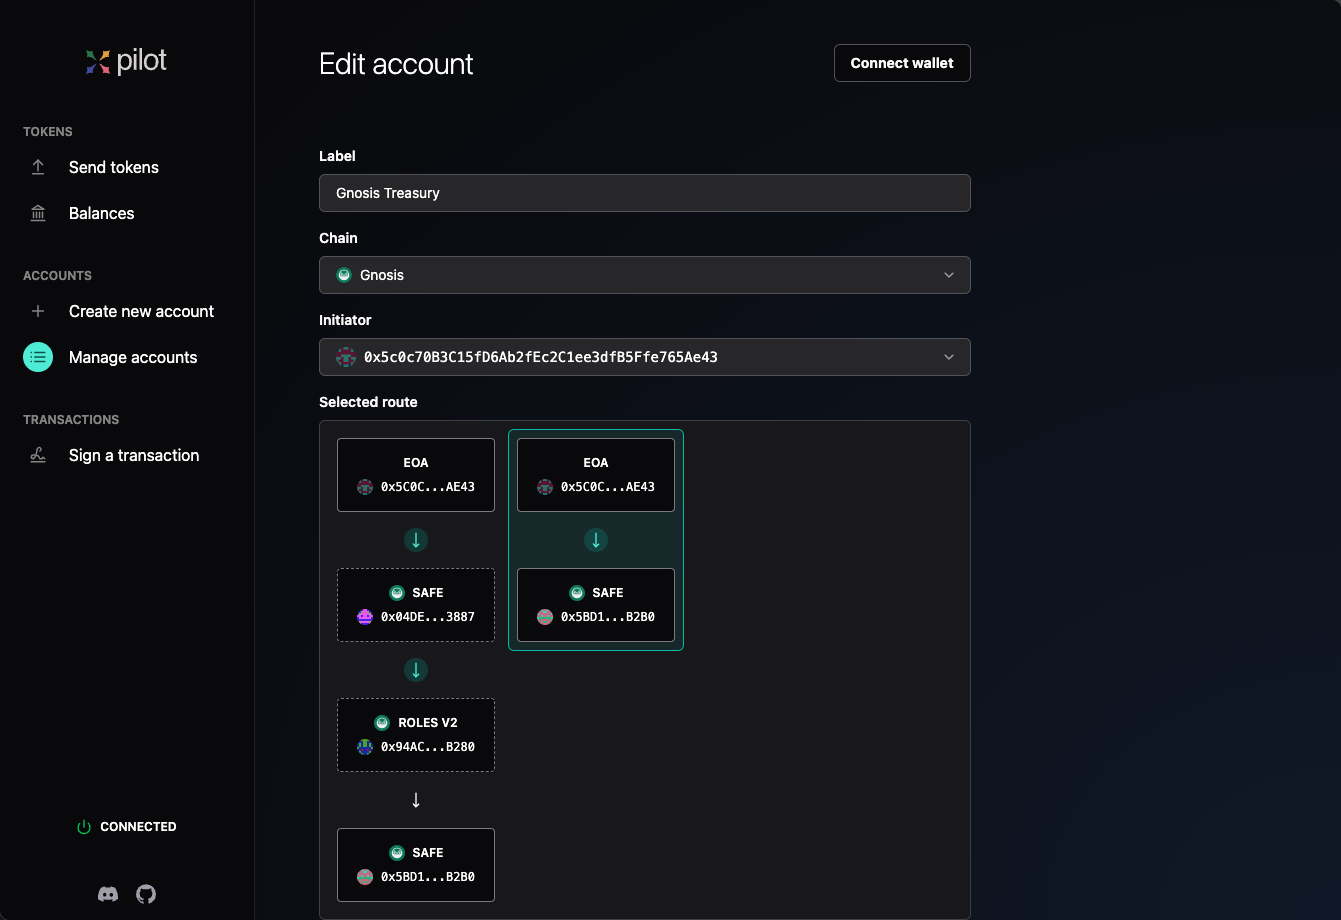 pilot
TOKENS
Send tokens
Balances
ACCOUNTS
Create new account
Manage accounts
TRANSACTIONS
Sign a transaction
CONNECTED
Edit account
Connect wallet
Label
Gnosis Treasury
Chain
Gnosis
Initiator
0x5c0c70B3C15fD6Ab2fEc2C1ee3dfB5Ffe765Ae43
Selected route
EOA
0x5C0C...AE43
SAFE
0x04DE...3887
ROLES V2
0x94AC...B280
SAFE
0x5BD1...B2B0
EOA
0x5C0C...AE43
SAFE
0x5BD1...B2B0